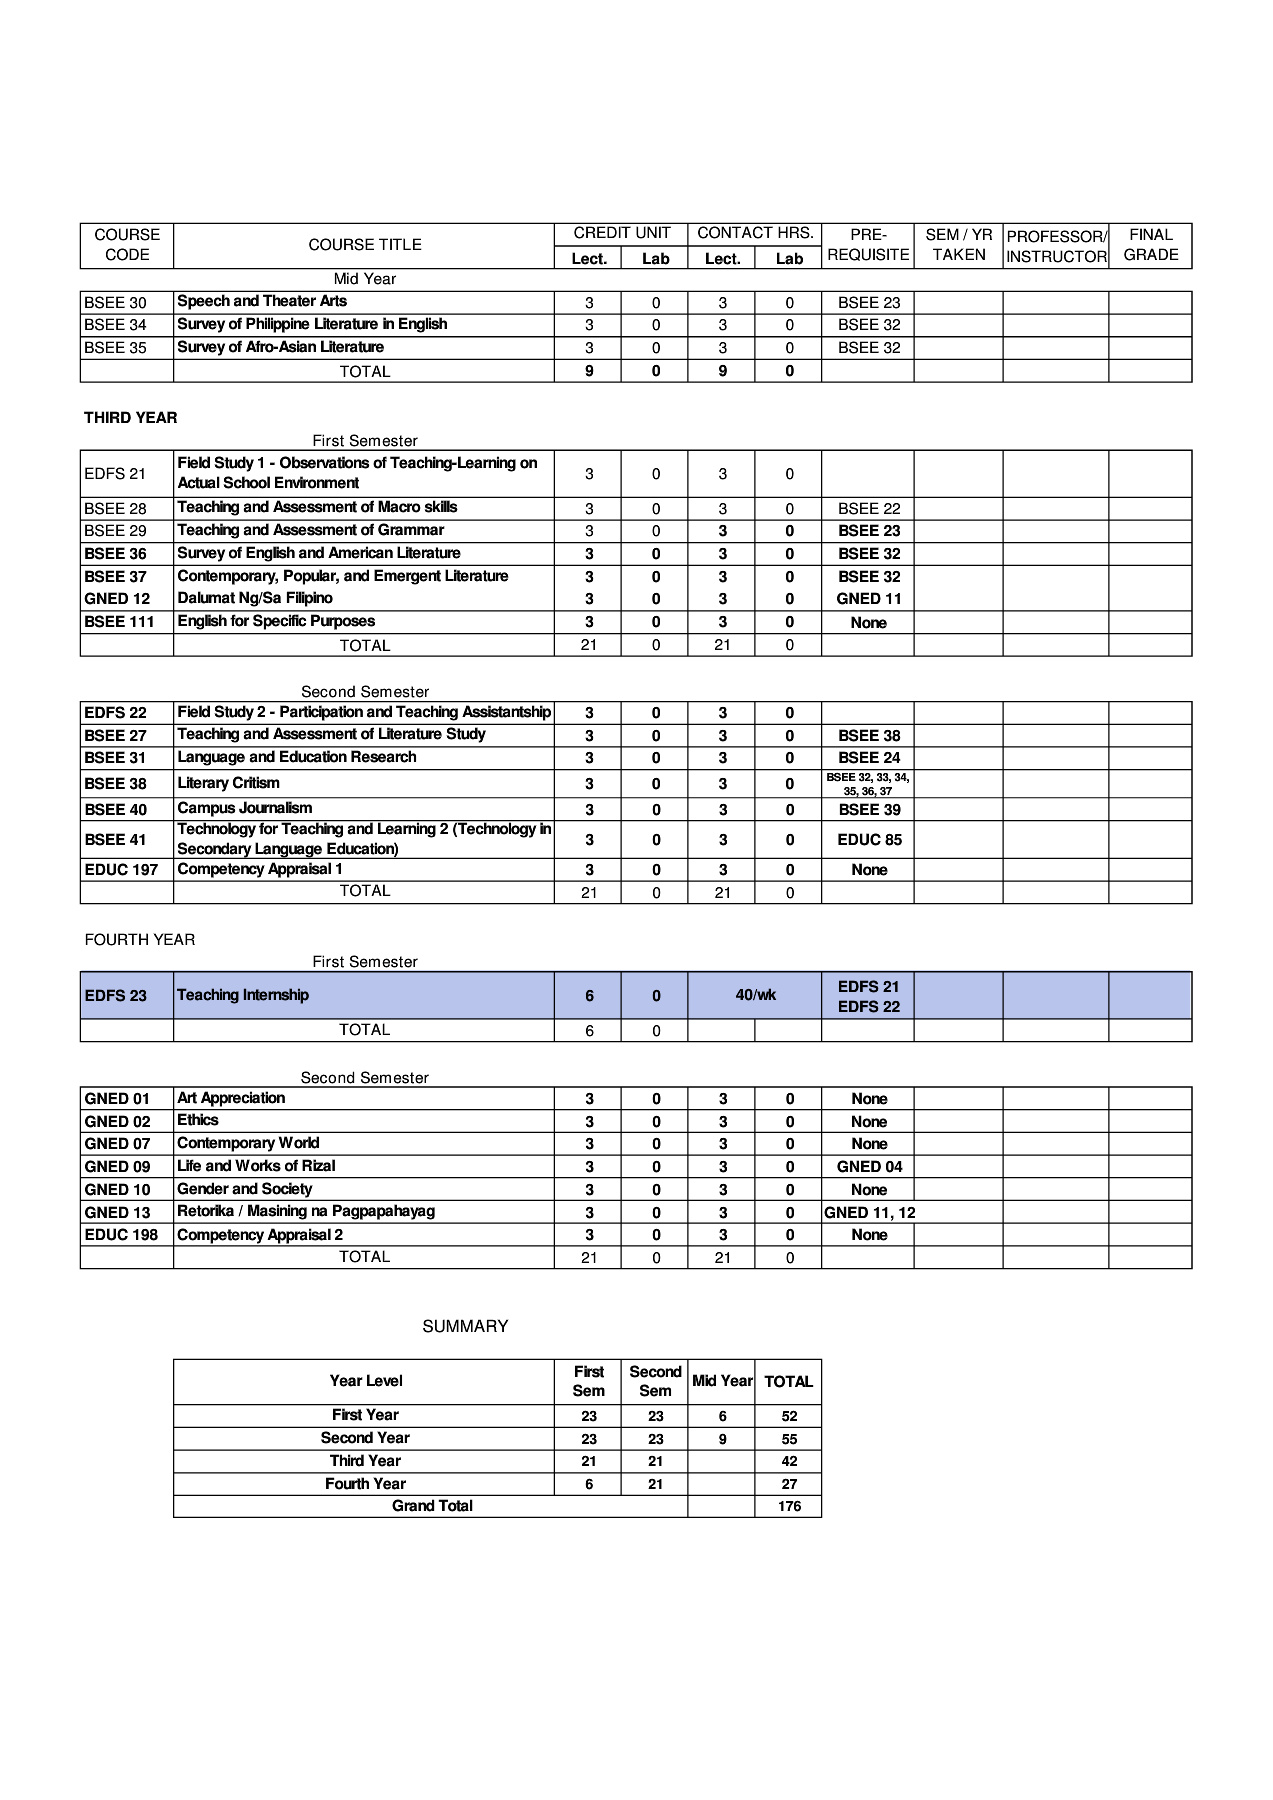 COURSE CODE | COURSE TITLE | CREDIT UNIT | CONTACT HRS. | PRE-REQUISITE | SEM / YR TAKEN | PROFESSOR/ INSTRUCTOR | FINAL GRADE
Lect. | Lab | Lect. | Lab
Mid Year
BSEE 30 | Speech and Theater Arts | 3 | 0 | 3 | 0 | BSEE 23
BSEE 34 | Survey of Philippine Literature in English | 3 | 0 | 3 | 0 | BSEE 32
BSEE 35 | Survey of Afro-Asian Literature | 3 | 0 | 3 | 0 | BSEE 32
TOTAL | 9 | 0 | 9 | 0
THIRD YEAR
First Semester
EDFS 21 | Field Study 1 - Observations of Teaching-Learning on Actual School Environment | 3 | 0 | 3 | 0
BSEE 28 | Teaching and Assessment of Macro skills | 3 | 0 | 3 | 0 | BSEE 22
BSEE 29 | Teaching and Assessment of Grammar | 3 | 0 | 3 | 0 | BSEE 23
BSEE 36 | Survey of English and American Literature | 3 | 0 | 3 | 0 | BSEE 32
BSEE 37 | Contemporary, Popular, and Emergent Literature | 3 | 0 | 3 | 0 | BSEE 32
GNED 12 | Dalumat Ng/Sa Filipino | 3 | 0 | 3 | 0 | GNED 11
BSEE 111 | English for Specific Purposes | 3 | 0 | 3 | 0 | None
TOTAL | 21 | 0 | 21 | 0
Second Semester
EDFS 22 | Field Study 2 - Participation and Teaching Assistantship | 3 | 0 | 3 | 0
BSEE 27 | Teaching and Assessment of Literature Study | 3 | 0 | 3 | 0 | BSEE 38
BSEE 31 | Language and Education Research | 3 | 0 | 3 | 0 | BSEE 24
BSEE 38 | Literary Critism | 3 | 0 | 3 | 0 | BSEE 32, 33, 34, 35, 36, 37
BSEE 40 | Campus Journalism | 3 | 0 | 3 | 0 | BSEE 39
BSEE 41 | Technology for Teaching and Learning 2 (Technology in Secondary Language Education) | 3 | 0 | 3 | 0 | EDUC 85
EDUC 197 | Competency Appraisal 1 | 3 | 0 | 3 | 0 | None
TOTAL | 21 | 0 | 21 | 0
FOURTH YEAR
First Semester
EDFS 23 | Teaching Internship | 6 | 0 | 40/wk | EDFS 21 EDFS 22
TOTAL | 6 | 0
Second Semester
GNED 01 | Art Appreciation | 3 | 0 | 3 | 0 | None
GNED 02 | Ethics | 3 | 0 | 3 | 0 | None
GNED 07 | Contemporary World | 3 | 0 | 3 | 0 | None
GNED 09 | Life and Works of Rizal | 3 | 0 | 3 | 0 | GNED 04
GNED 10 | Gender and Society | 3 | 0 | 3 | 0 | None
GNED 13 | Retorika / Masining na Pagpapahayag | 3 | 0 | 3 | 0 | GNED 11, 12
EDUC 198 | Competency Appraisal 2 | 3 | 0 | 3 | 0 | None
TOTAL | 21 | 0 | 21 | 0
SUMMARY
Year Level | First Sem | Second Sem | Mid Year | TOTAL
First Year | 23 | 23 | 6 | 52
Second Year | 23 | 23 | 9 | 55
Third Year | 21 | 21 | 42
Fourth Year | 6 | 21 | 27
Grand Total | 176